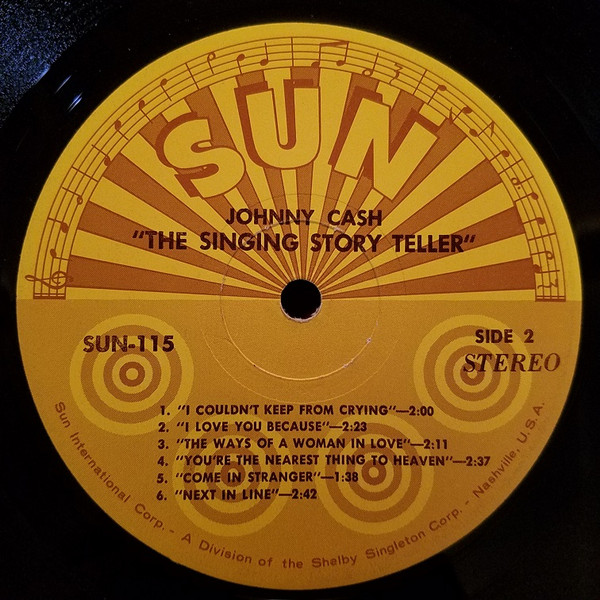 SUN
JOHNNY CASH
"THE SINGING STORY TELLER"
SUN-115
SIDE 2
STEREO
1. "I COULDN'T KEEP FROM CRYING"—2:00
2. "I LOVE YOU BECAUSE"—2:23
3. "THE WAYS OF A WOMAN IN LOVE"—2:11
4. "YOU'RE THE NEAREST THING TO HEAVEN"—2:37
5. "COME IN STRANGER"—1:38
6. "NEXT IN LINE"—2:42
Sun International Corp. - A Division of the Shelby Singleton Corp. - Nashville, U.S.A.